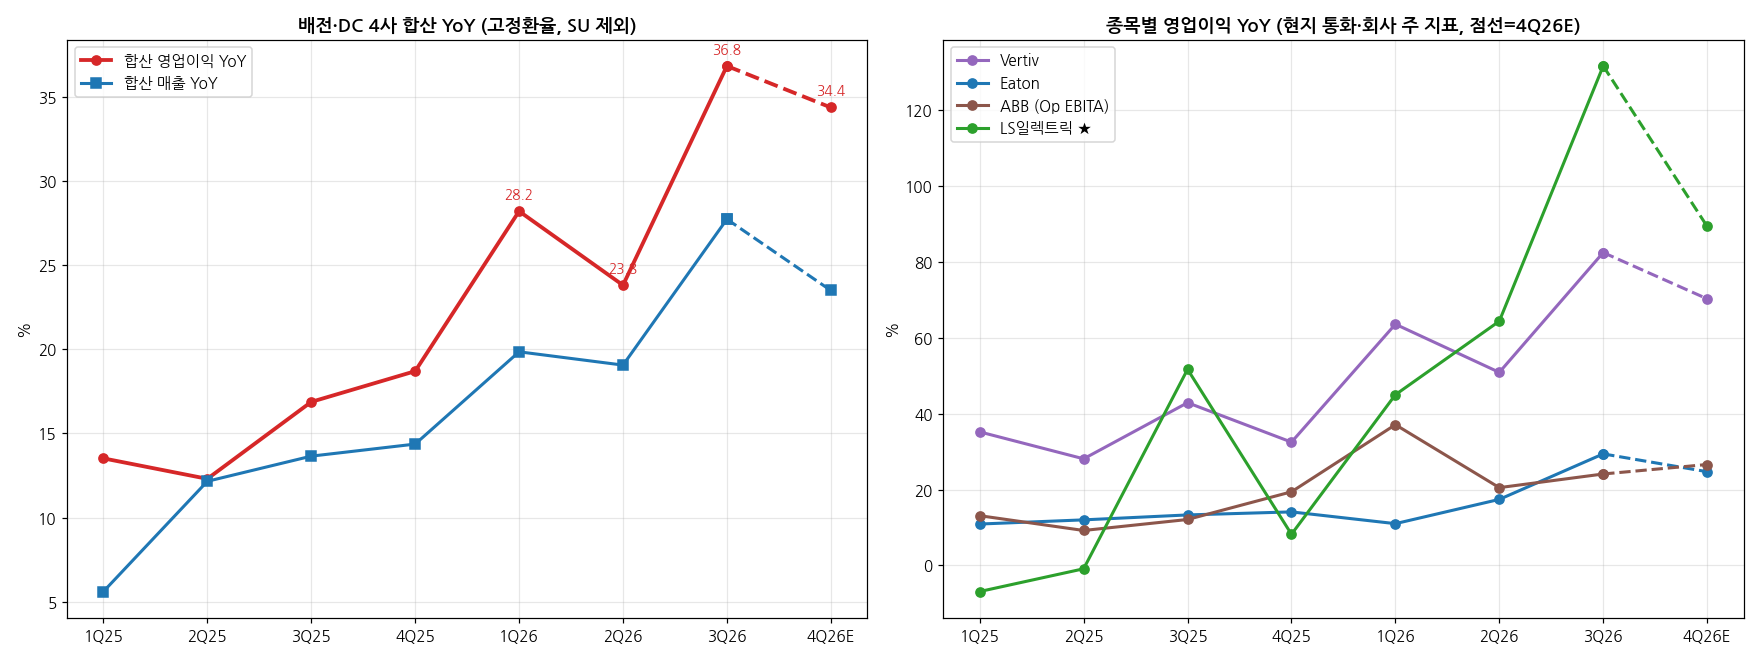 배전·DC 4사 합산 YoY (고정환율, SU 제외)
합산 영업이익 YoY
합산 매출 YoY
36.8
34.4
28.2
23.8
%
35
30
25
20
15
10
5
1Q25 2Q25 3Q25 4Q25 1Q26 2Q26 3Q26 4Q26E
종목별 영업이익 YoY (현지 통화·회사 주 지표, 점선=4Q26E)
Vertiv
Eaton
ABB (Op EBITA)
LS일렉트릭 ★
%
120
100
80
60
40
20
0
1Q25 2Q25 3Q25 4Q25 1Q26 2Q26 3Q26 4Q26E